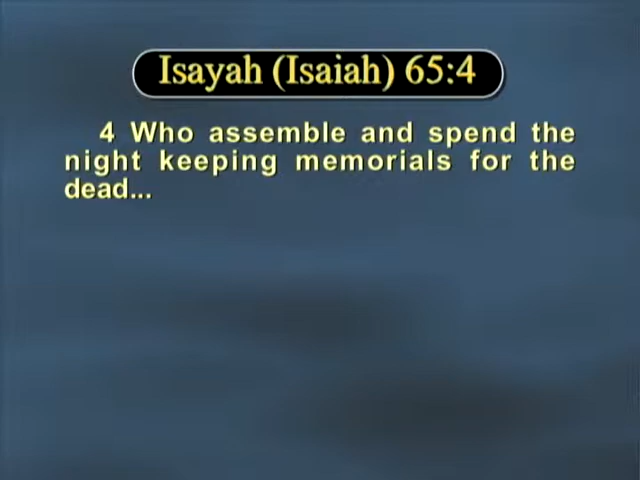 Isayah (Isaiah) 65:4
4 Who assemble and spend the
night keeping memorials for the
dead...